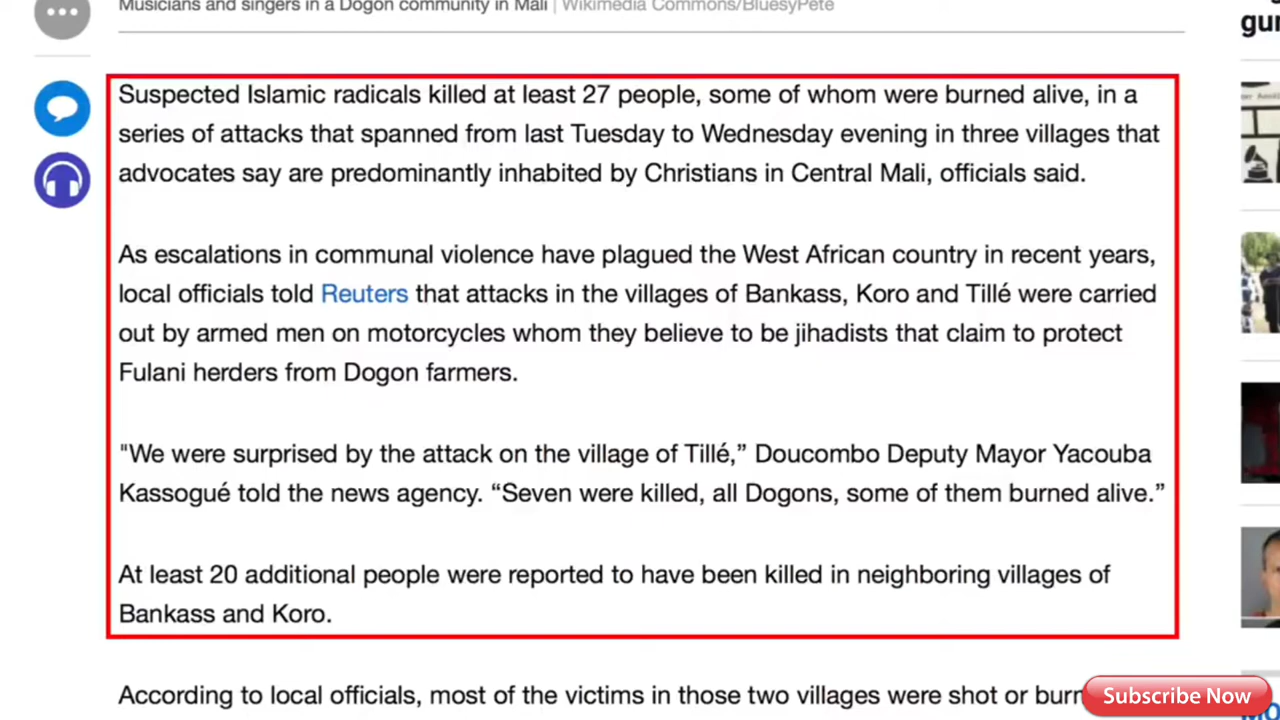 Musicians and singers in a Dogon community in Mali | Wikimedia Commons/BluesyPete
Suspected Islamic radicals killed at least 27 people, some of whom were burned alive, in a
series of attacks that spanned from last Tuesday to Wednesday evening in three villages that
advocates say are predominantly inhabited by Christians in Central Mali, officials said.
As escalations in communal violence have plagued the West African country in recent years,
local officials told Reuters that attacks in the villages of Bankass, Koro and Tillé were carried
out by armed men on motorcycles whom they believe to be jihadists that claim to protect
Fulani herders from Dogon farmers.
"We were surprised by the attack on the village of Tillé,” Doucombo Deputy Mayor Yacouba
Kassogué told the news agency. “Seven were killed, all Dogons, some of them burned alive.”
At least 20 additional people were reported to have been killed in neighboring villages of
Bankass and Koro.
According to local officials, most of the victims in those two villages were shot or burn
Subscribe Now